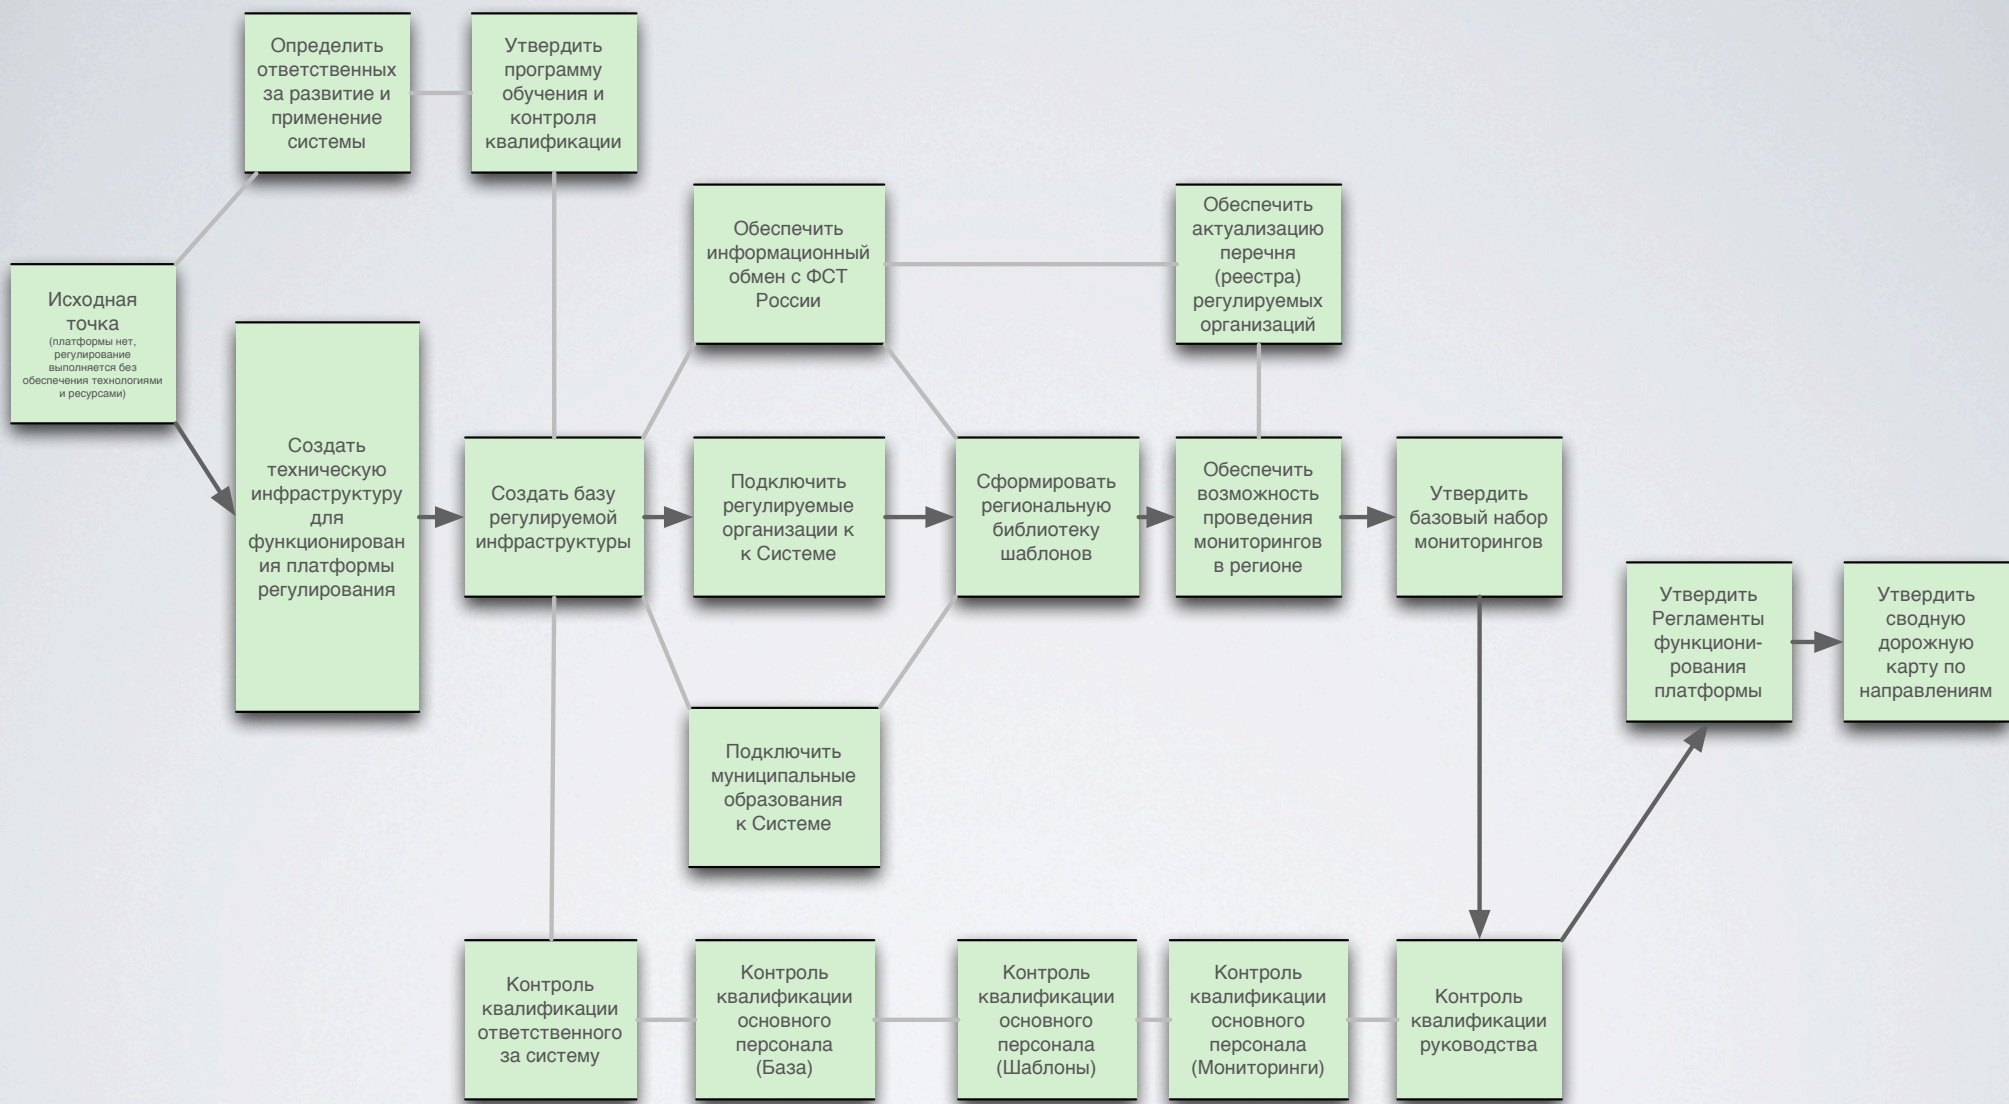 Определить
ответственных
за развитие и
применение
системы
Утвердить
программу
обучения и
контроля
квалификации
Обеспечить
информационный
обмен с ФСТ
России
Обеспечить
актуализацию
перечня
(реестра)
регулируемых
организаций
Исходная
точка
(платформы нет,
регулирование
выполняется без
обеспечения технологиями
и ресурсами)
Создать
техническую
инфраструктуру
для
функционирован
ия платформы
регулирования
Создать базу
регулируемой
инфраструктуры
Подключить
регулируемые
организации к
к Системе
Сформировать
региональную
библиотеку
шаблонов
Обеспечить
возможность
проведения
мониторингов
в регионе
Утвердить
базовый набор
мониторингов
Утвердить
Регламенты
функциони-
рования
платформы
Утвердить
сводную
дорожную
карту по
направлениям
Подключить
муниципальные
образования
к Системе
Контроль
квалификации
ответственного
за систему
Контроль
квалификации
основного
персонала
(База)
Контроль
квалификации
основного
персонала
(Шаблоны)
Контроль
квалификации
основного
персонала
(Мониторинги)
Контроль
квалификации
руководства